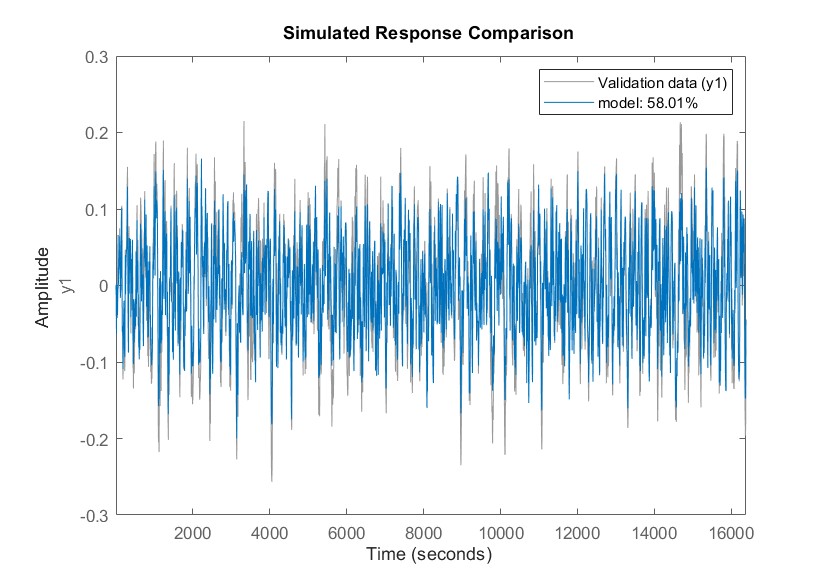 Simulated Response Comparison
Validation data (y1)
model: 58.01%
0.3
0.2
0.1
0
-0.1
-0.2
-0.3
Amplitude
y1
2000 4000 6000 8000 10000 12000 14000 16000
Time (seconds)